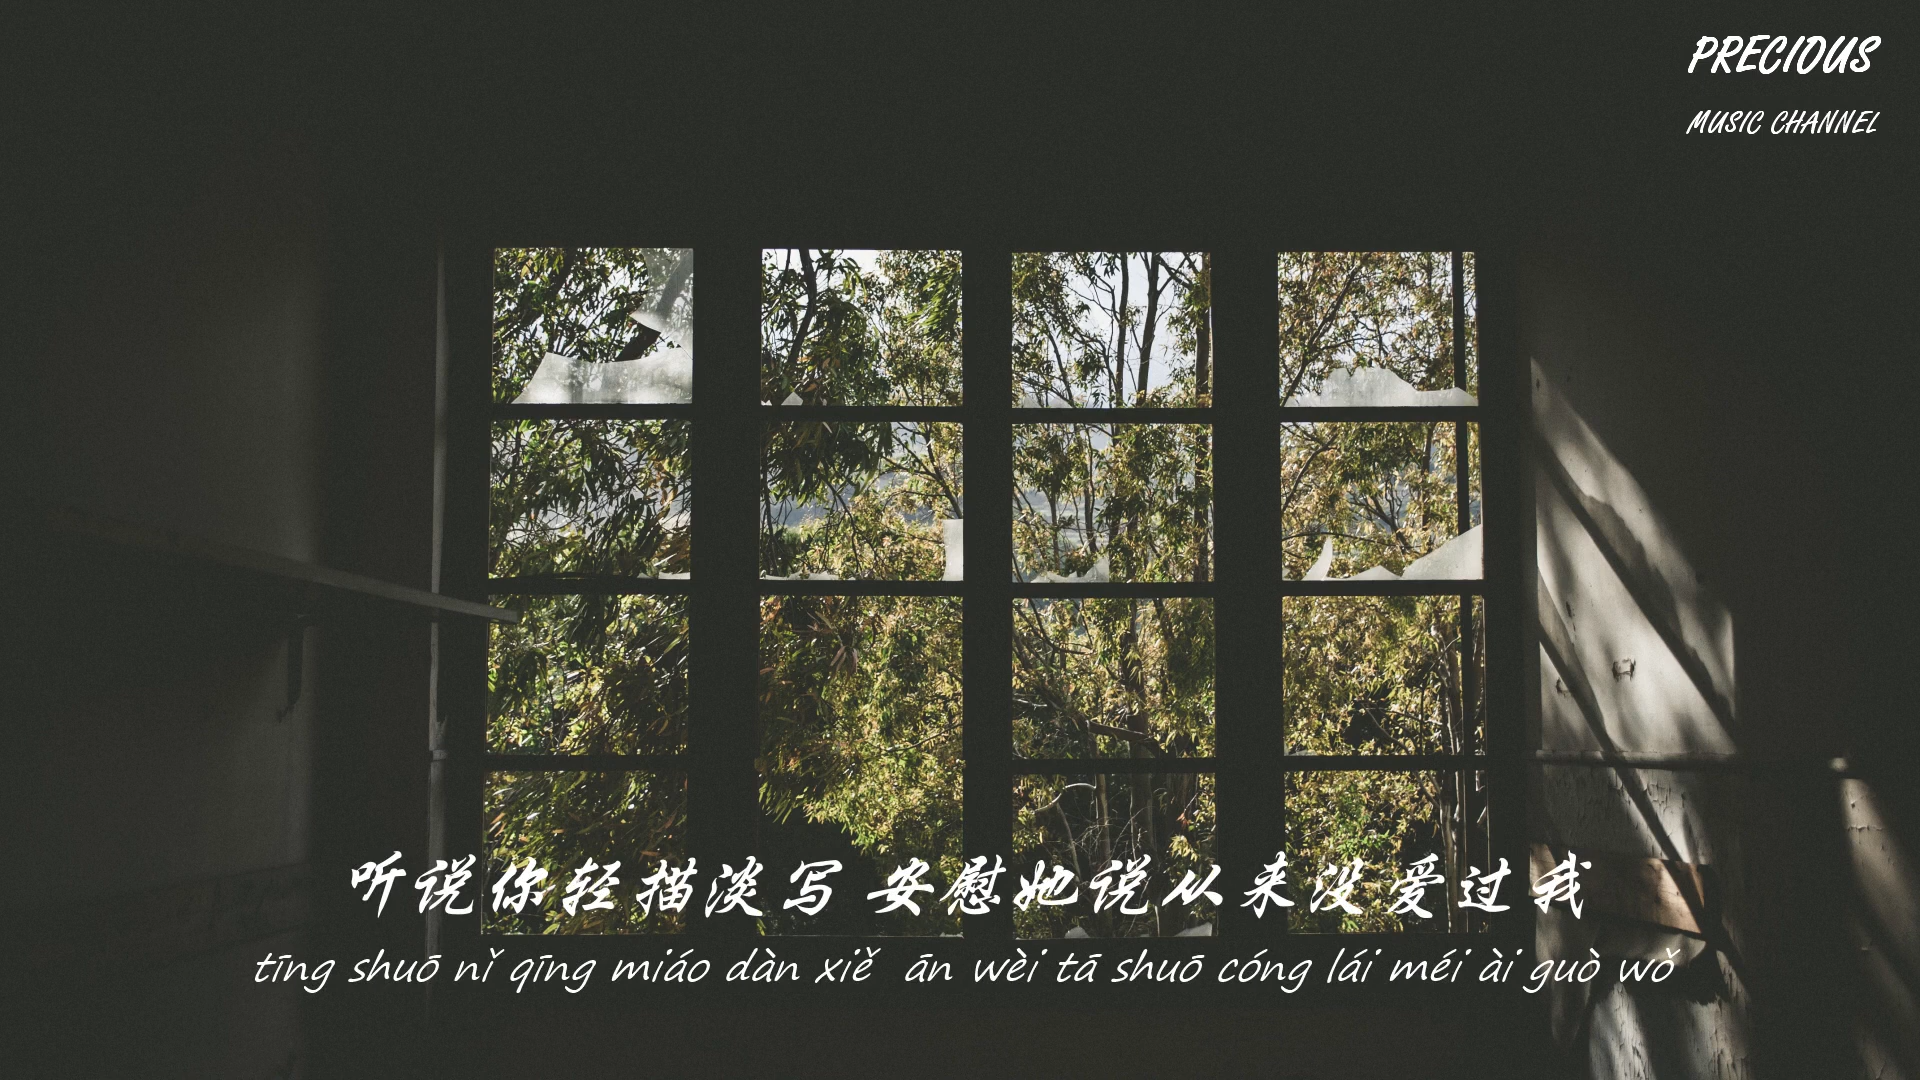 PRECIOUS
MUSIC CHANNEL
听说你轻描淡写 安慰她说从来没爱过我
tīng shuō nǐ qīng miáo dàn xiě ān wèi tā shuō cóng lái méi ài guò wǒ